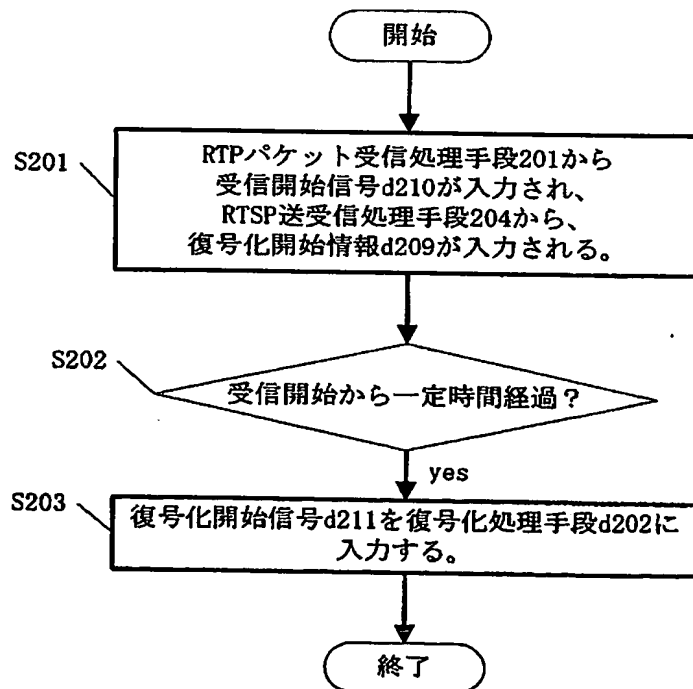 開始
S201
RTPパケット受信処理手段201から
受信開始信号d210が入力され、
RTSP送受信処理手段204から、
復号化開始情報d209が入力される。
S202
受信開始から一定時間経過？
yes
S203
復号化開始信号d211を復号化処理手段d202に
入力する。
終了